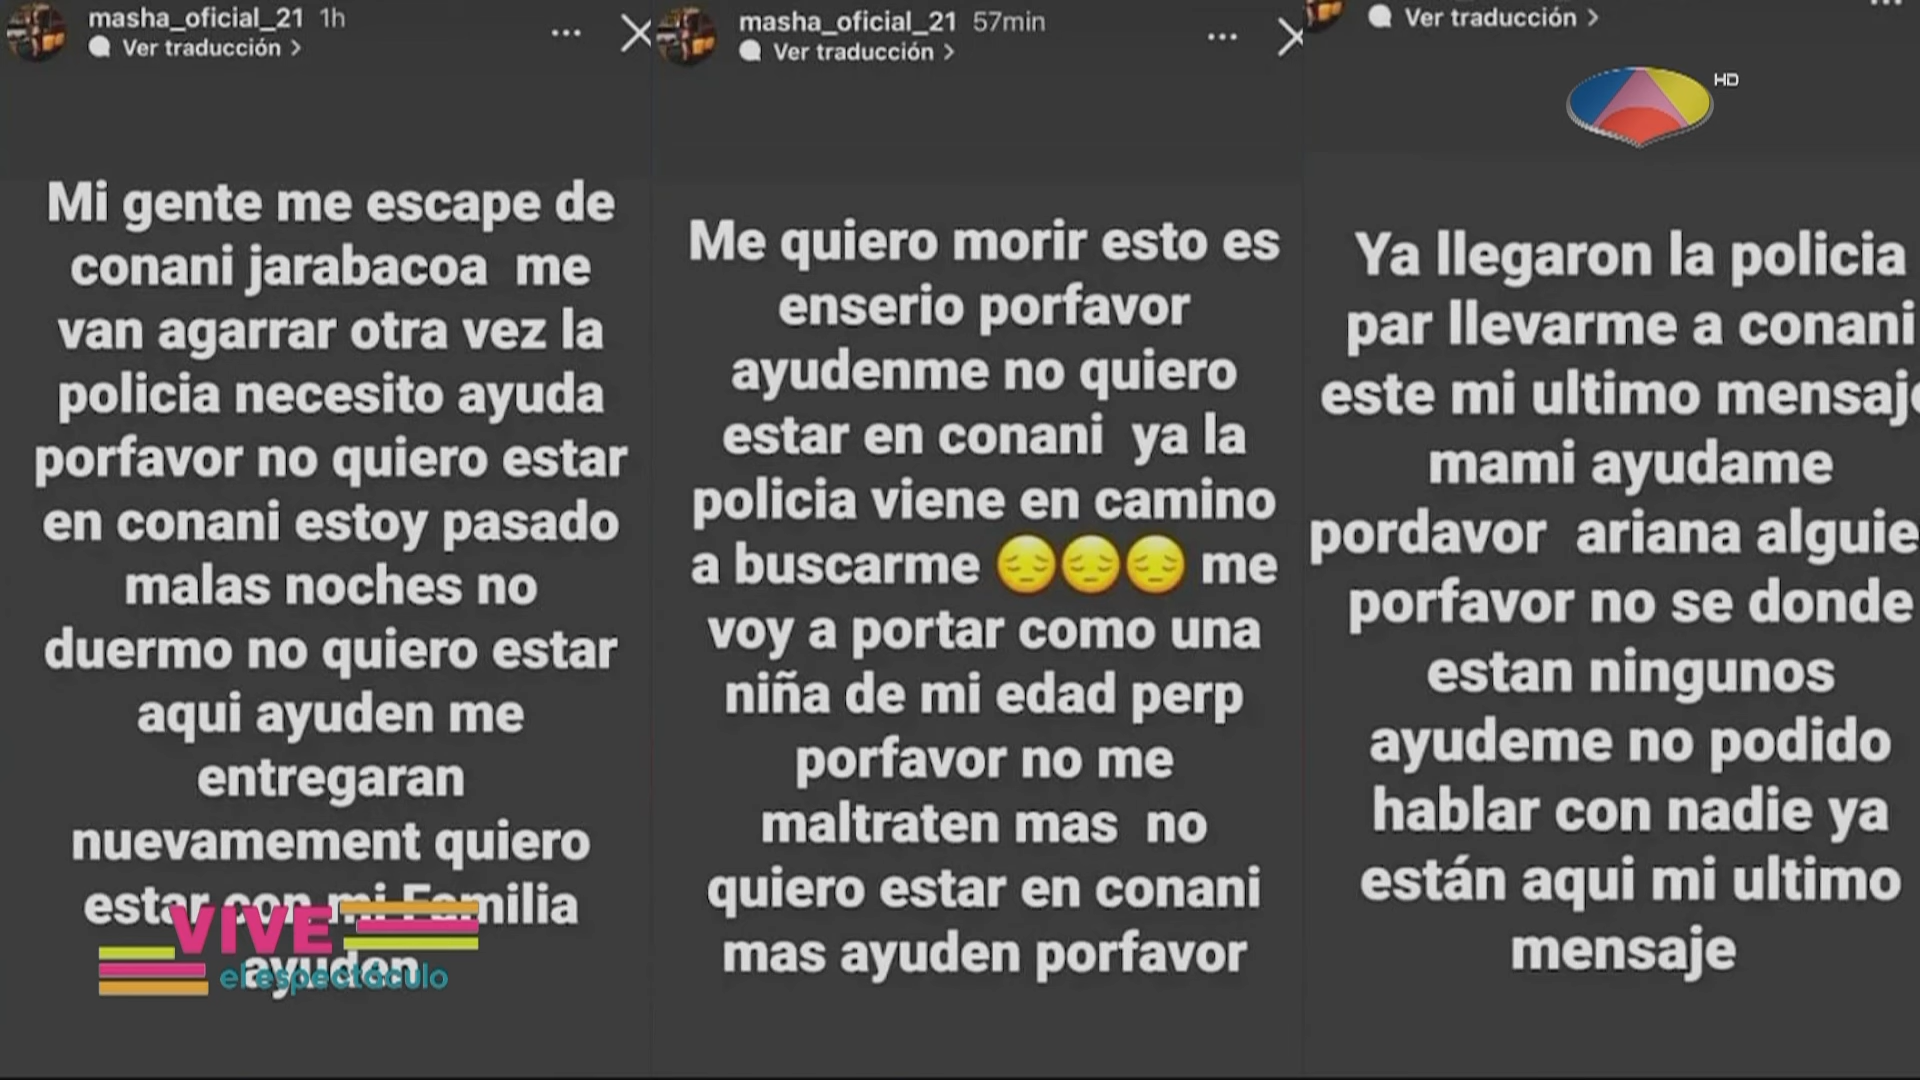 masha_oficial_21 1h
Ver traducción >
Mi gente me escape de
conani jarabacoa me
van agarrar otra vez la
policia necesito ayuda
porfavor no quiero estar
en conani estoy pasado
malas noches no
duermo no quiero estar
aqui ayuden me
entregaran
nuevamement quiero
estar con mi Familia
ayuden
VIVE
el espectáculo
masha_oficial_21 57min
Ver traducción >
Me quiero morir esto es
enserio porfavor
ayudenme no quiero
estar en conani ya la
policia viene en camino
a buscarme 😔😔😔 me
voy a portar como una
niña de mi edad perp
porfavor no me
maltraten mas no
quiero estar en conani
mas ayuden porfavor
Ver traducción >
HD
Ya llegaron la policia
par llevarme a conani
este mi ultimo mensaje
mami ayudame
pordavor ariana alguie
porfavor no se donde
estan ningunos
ayudeme no podido
hablar con nadie ya
están aqui mi ultimo
mensaje